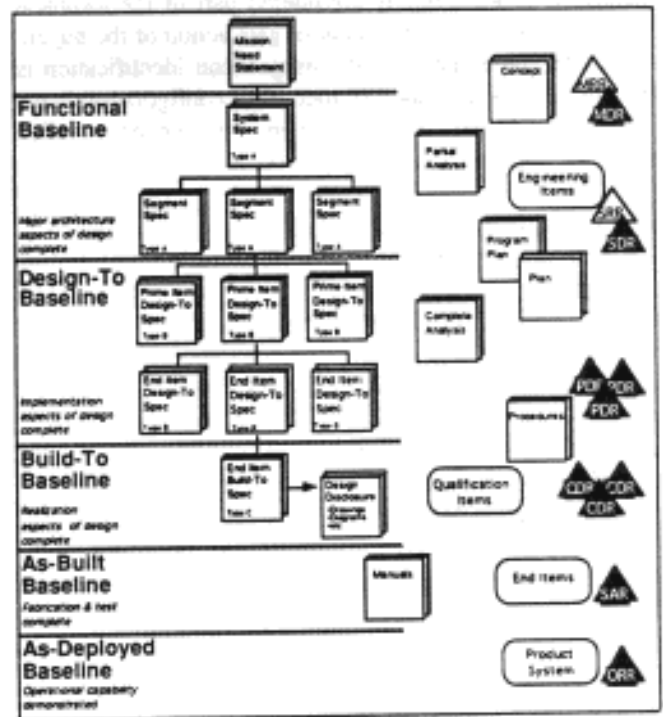 Mission
Need
Statement
Concept
MDR
Functional
Baseline
System
Spec
Type A
Partial
Analysis
Engineering
Items
Segment
Spec
Type A
Segment
Spec
Type A
Segment
Spec
Type A
SRR
SDR
Major architecture
aspects of design
complete
Program
Plan
Plan
Design-To
Baseline
Prime Item
Design-To
Spec
Type B
Prime Item
Design-To
Spec
Type B
Prime Item
Design-To
Spec
Type B
Complete
Analysis
End Item
Design-To
Spec
Type B
End Item
Design-To
Spec
Type B
End Item
Design-To
Spec
Type B
Implementation
aspects of design
complete
Procedures
PDR
PDR
PDR
Build-To
Baseline
End Item
Build-To
Spec
Type C
Design
Disclosure
Qualification
Items
CDR
CDR
CDR
Realization
aspects of design
complete
As-Built
Baseline
Fabrication & test
complete
Manuals
End Items
SAR
As-Deployed
Baseline
Operational capability
demonstrated
Product
System
ORR